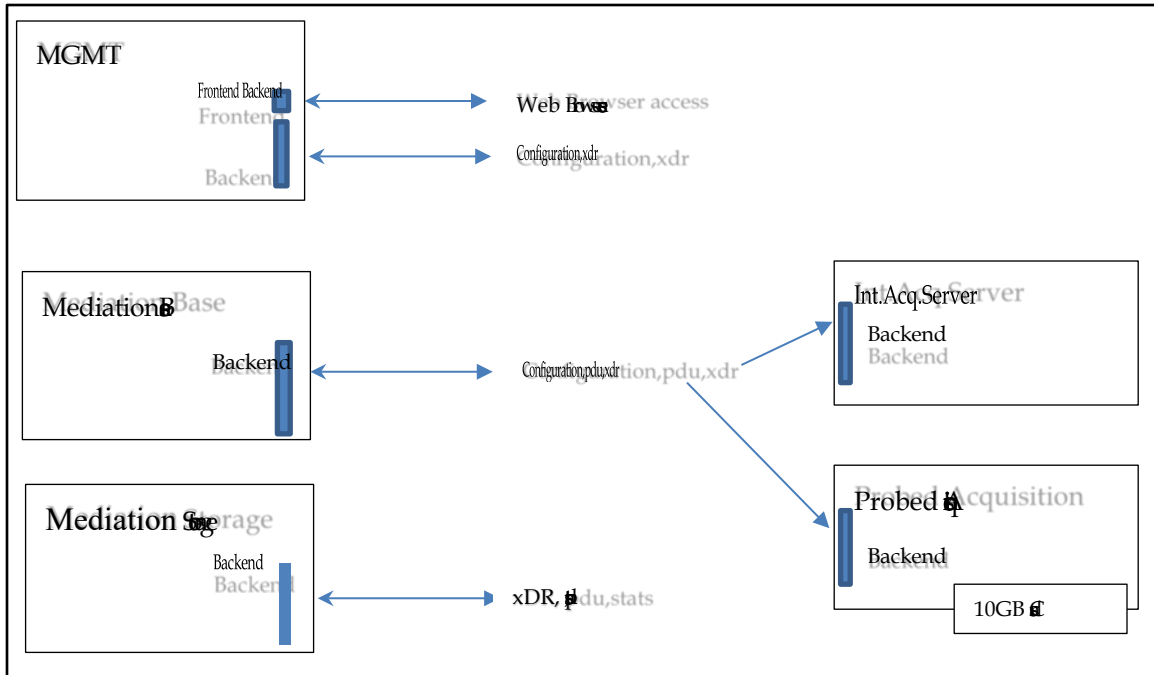 MGMT
Frontend Backend
Frontend
Backend
Web Browser access
Configuration,xdr
Mediation Base
Backend
Configuration,pdu,xdr
Int.Acq.Server
Backend
Mediation Storage
Backend
xDR, pdu,stats
Probed Acquisition
Backend
10GB